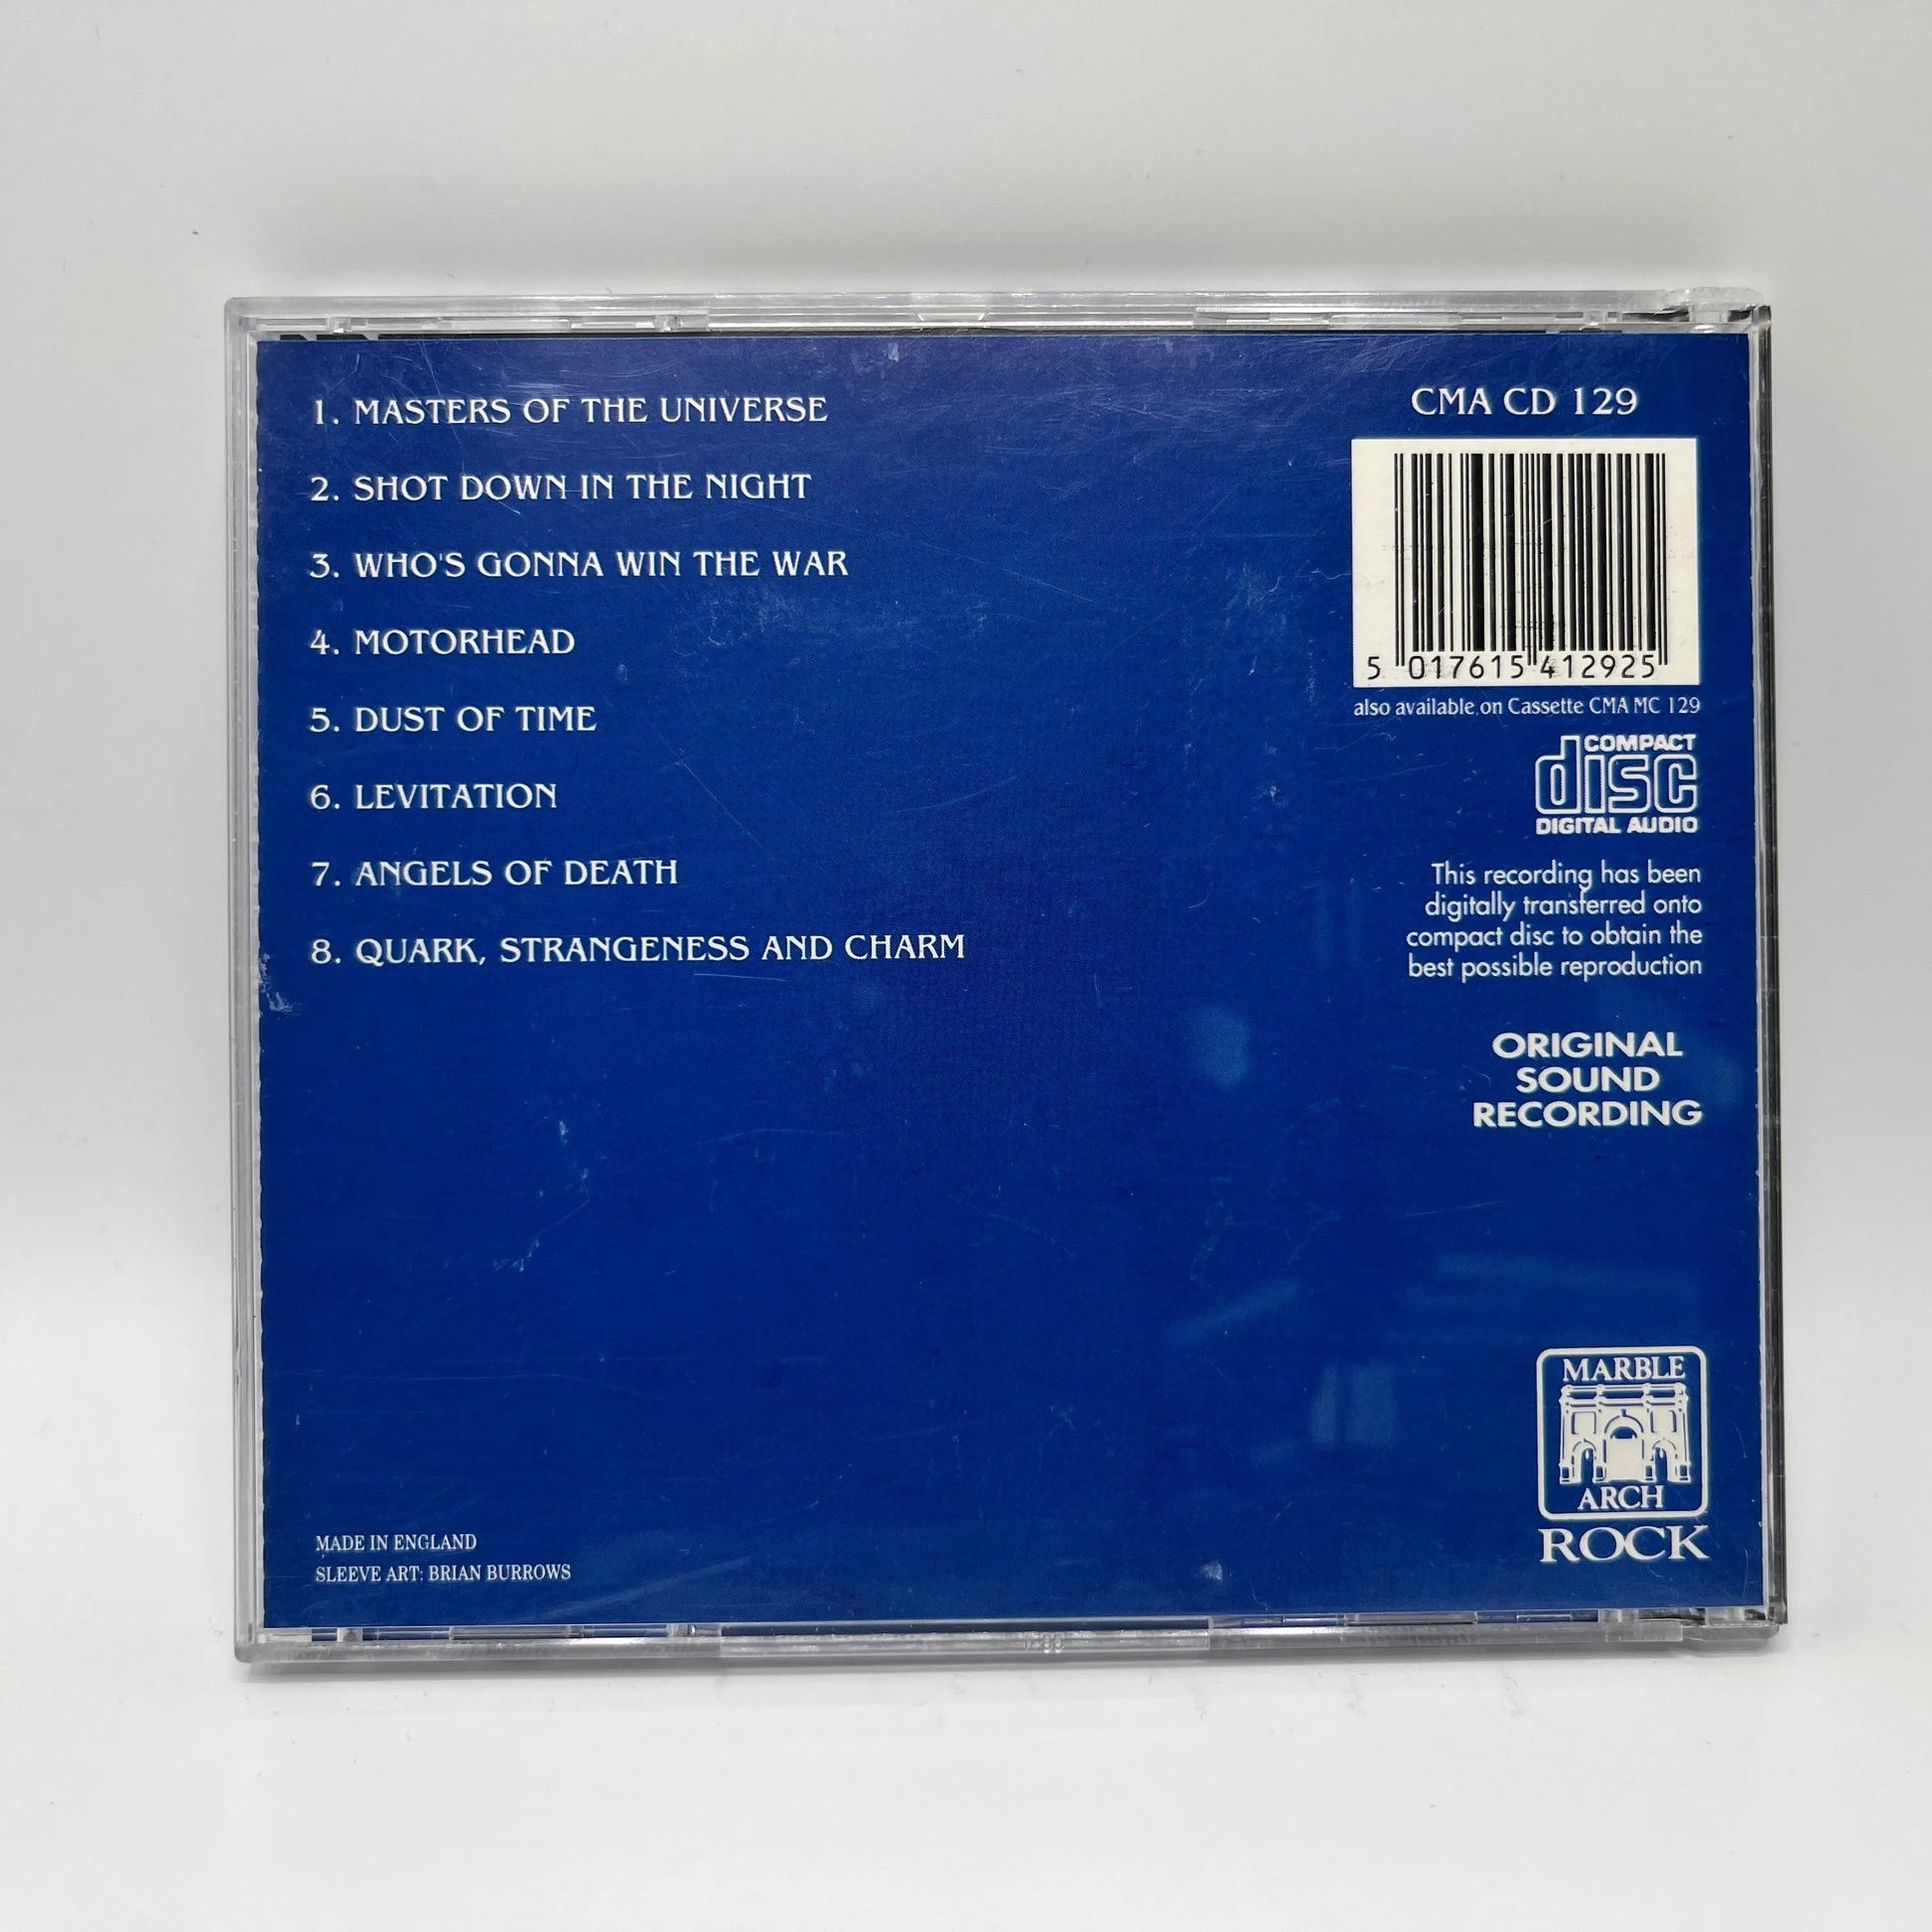 1. MASTERS OF THE UNIVERSE
2. SHOT DOWN IN THE NIGHT
3. WHO'S GONNA WIN THE WAR
4. MOTORHEAD
5. DUST OF TIME
6. LEVITATION
7. ANGELS OF DEATH
8. QUARK, STRANGENESS AND CHARM
MADE IN ENGLAND
SLEEVE ART: BRIAN BURROWS
CMA CD 129
5 017615 412925
also available on Cassette CMA MC 129
COMPACT
disc
DIGITAL AUDIO
This recording has been
digitally transferred onto
compact disc to obtain the
best possible reproduction
ORIGINAL
SOUND
RECORDING
MARBLE
ARCH
ROCK